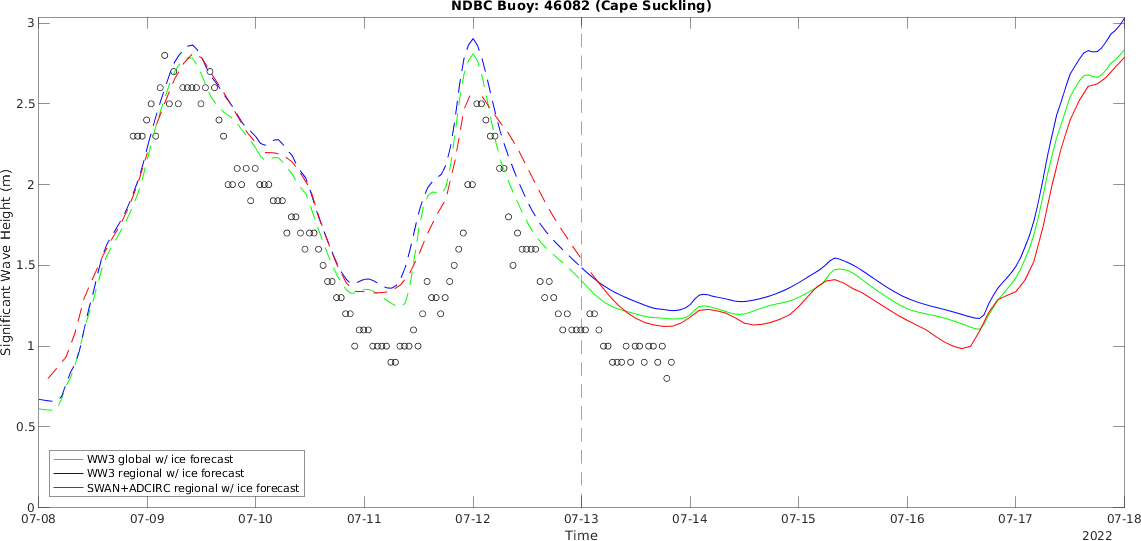 NDBC Buoy: 46082 (Cape Suckling)
3
2.5
2
1.5
1
0.5
0
Significant Wave Height (m)
WW3 global w/ ice forecast
WW3 regional w/ ice forecast
SWAN+ADCIRC regional w/ ice forecast
07-08 07-09 07-10 07-11 07-12 07-13 07-14 07-15 07-16 07-17 07-18
Time
2022